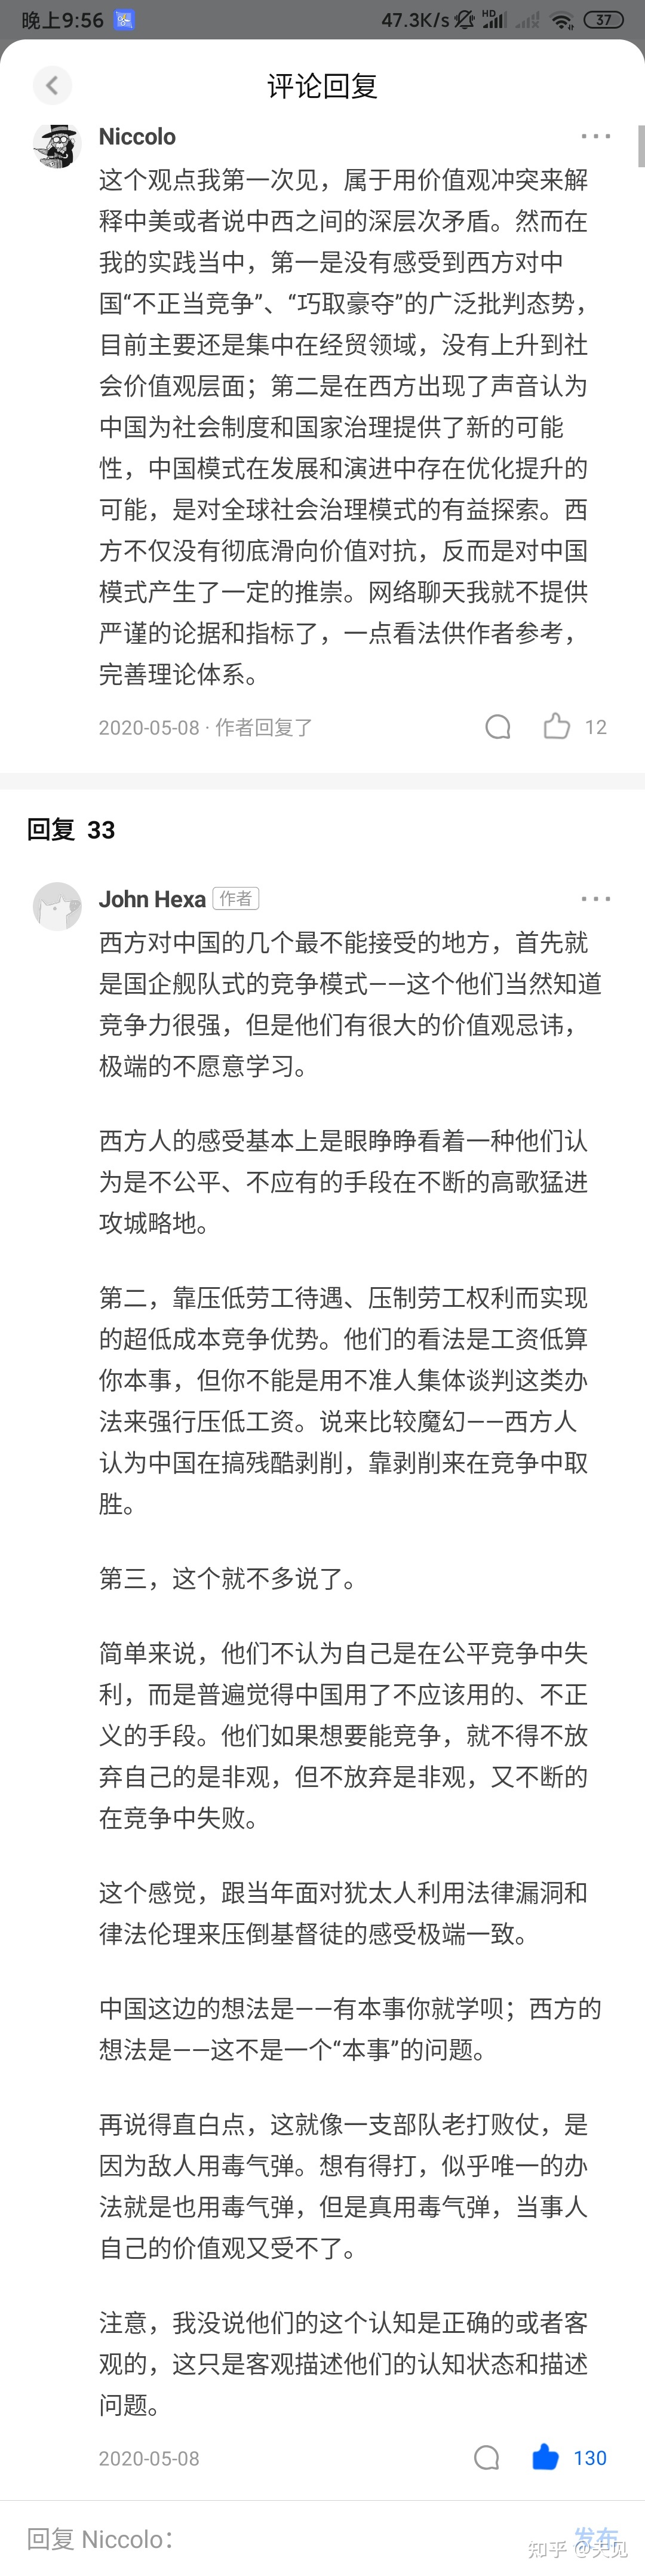 晚上9:56
47.3K/s
HD
37
评论回复
Niccolo
这个观点我第一次见，属于用价值观冲突来解
释中美或者说中西之间的深层次矛盾。然而在
我的实践当中，第一是没有感受到西方对中
国“不正当竞争”、“巧取豪夺”的广泛批判态势，
目前主要还是集中在经贸领域，没有上升到社
会价值观层面；第二是在西方出现了声音认为
中国为社会制度和国家治理提供了新的可能
性，中国模式在发展和演进中存在优化提升的
可能，是对全球社会治理模式的有益探索。西
方不仅没有彻底滑向价值对抗，反而是对中国
模式产生了一定的推崇。网络聊天我就不提供
严谨的论据和指标了，一点看法供作者参考，
完善理论体系。
2020-05-08 · 作者回复了
12
回复 33
John Hexa 作者
西方对中国的几个最不能接受的地方，首先就
是国企舰队式的竞争模式——这个他们当然知道
竞争力很强，但是他们有很大的价值观忌讳，
极端的不愿意学习。
西方人的感受基本上是眼睁睁看着一种他们认
为是不公平、不应有的手段在不断的高歌猛进
攻城略地。
第二，靠压低劳工待遇、压制劳工权利而实现
的超低成本竞争优势。他们的看法是工资低算
你本事，但你不能是用不准人集体谈判这类办
法来强行压低工资。说来比较魔幻——西方人
认为中国在搞残酷剥削，靠剥削来在竞争中取
胜。
第三，这个就不多说了。
简单来说，他们不认为自己是在公平竞争中失
利，而是普遍觉得中国用了不应该用的、不正
义的手段。他们如果想要能竞争，就不得不放
弃自己的是非观，但不放弃是非观，又不断的
在竞争中失败。
这个感觉，跟当年面对犹太人利用法律漏洞和
律法伦理来压倒基督徒的感受极端一致。
中国这边的想法是——有本事你就学呗；西方的
想法是——这不是一个“本事”的问题。
再说得直白点，这就像一支部队老打败仗，是
因为敌人用毒气弹。想有得打，似乎唯一的办
法就是也用毒气弹，但是真用毒气弹，当事人
自己的价值观又受不了。
注意，我没说他们的这个认知是正确的或者客
观的，这只是客观描述他们的认知状态和描述
问题。
2020-05-08
130
回复 Niccolo：
发布
知乎 @天见